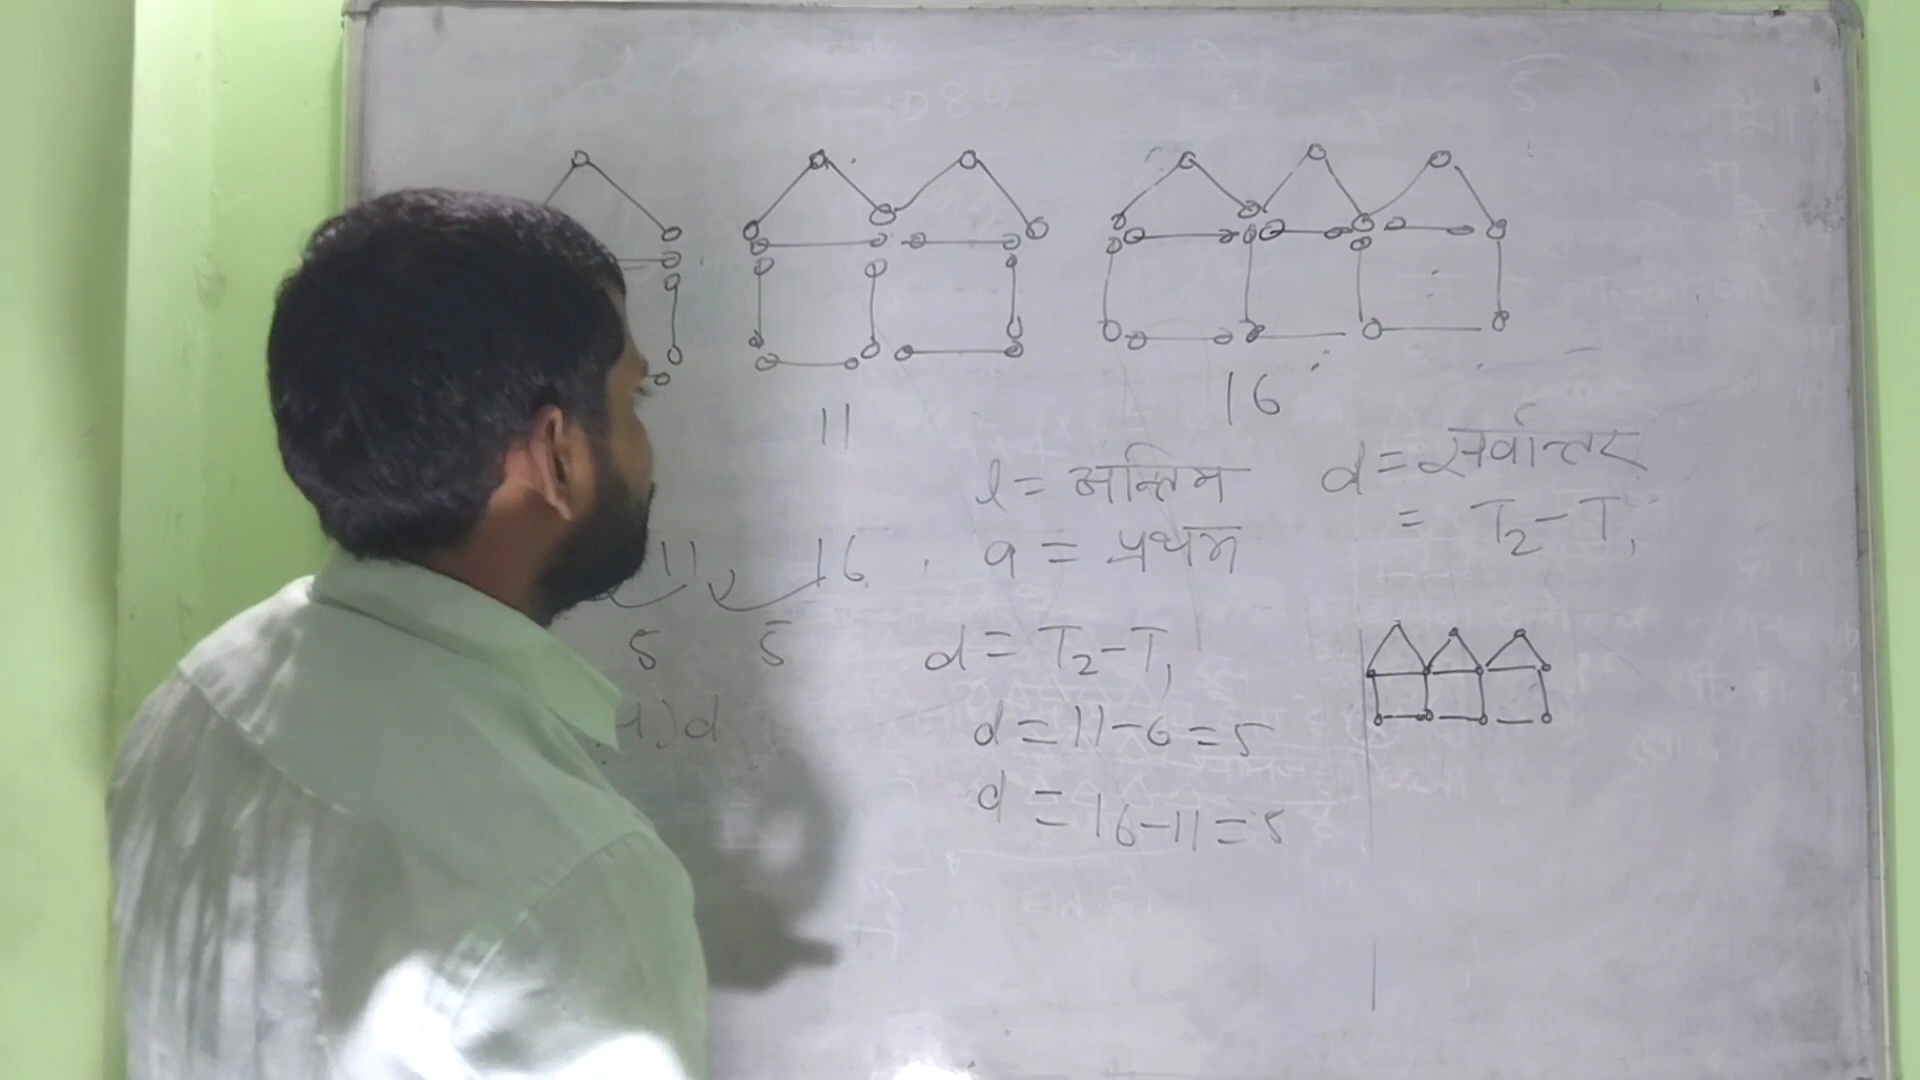 11
16
l = अन्तिम
d = सर्वान्तर
= T₂-T₁
11 16
a = प्रथम
5 5
d = T₂-T₁
1)d
d = 11-6 = 5
d = 16-11 = 5